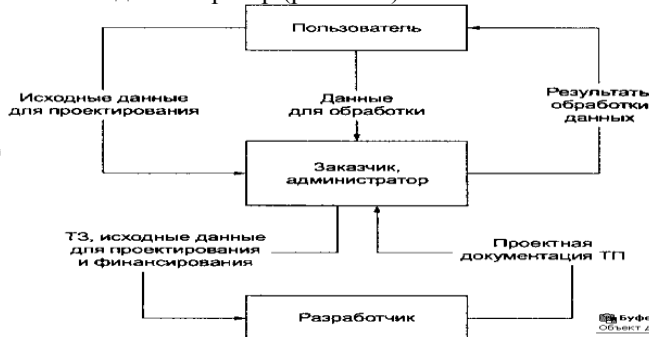 Пользователь
Исходные данные
для проектирования
Данные
для обработки
Результаты
обработки
данных
Заказчик,
администратор
ТЗ, исходные данные
для проектирования
и финансирования
Проектная
документация ТП
Разработчик